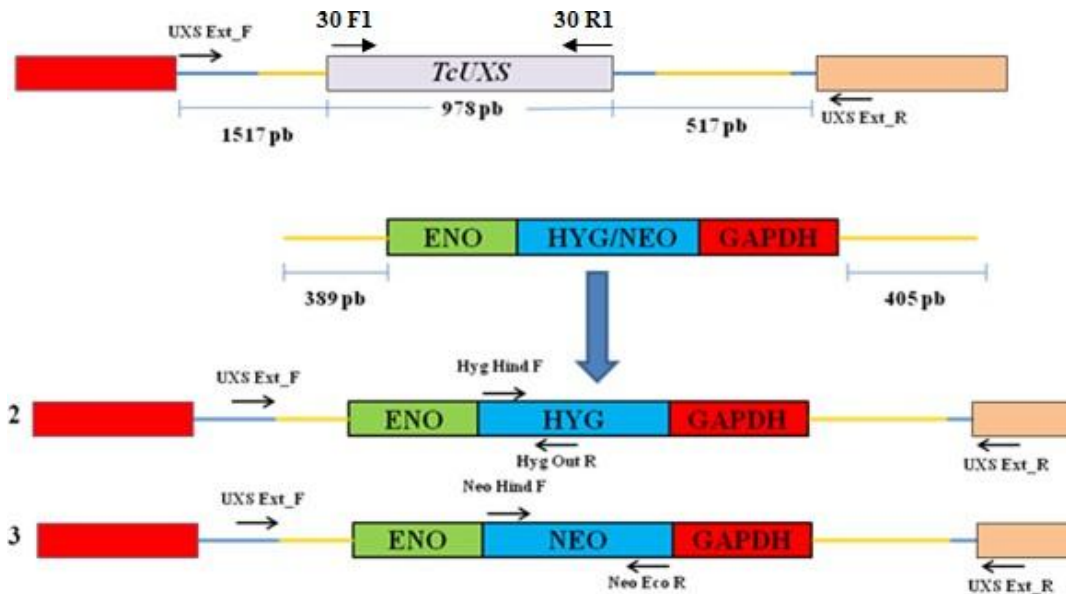 30 F1
30 R1
UXS Ext_F
TcUXS
978 pb
1517 pb
517 pb
UXS Ext_R
ENO HYG/NEO GAPDH
389 pb
405 pb
Hyg Hind F
UXS Ext_F
2
ENO HYG GAPDH
Hyg Out R
UXS Ext_R
Neo Hind F
UXS Ext_F
3
ENO NEO GAPDH
Neo Eco R
UXS Ext_R